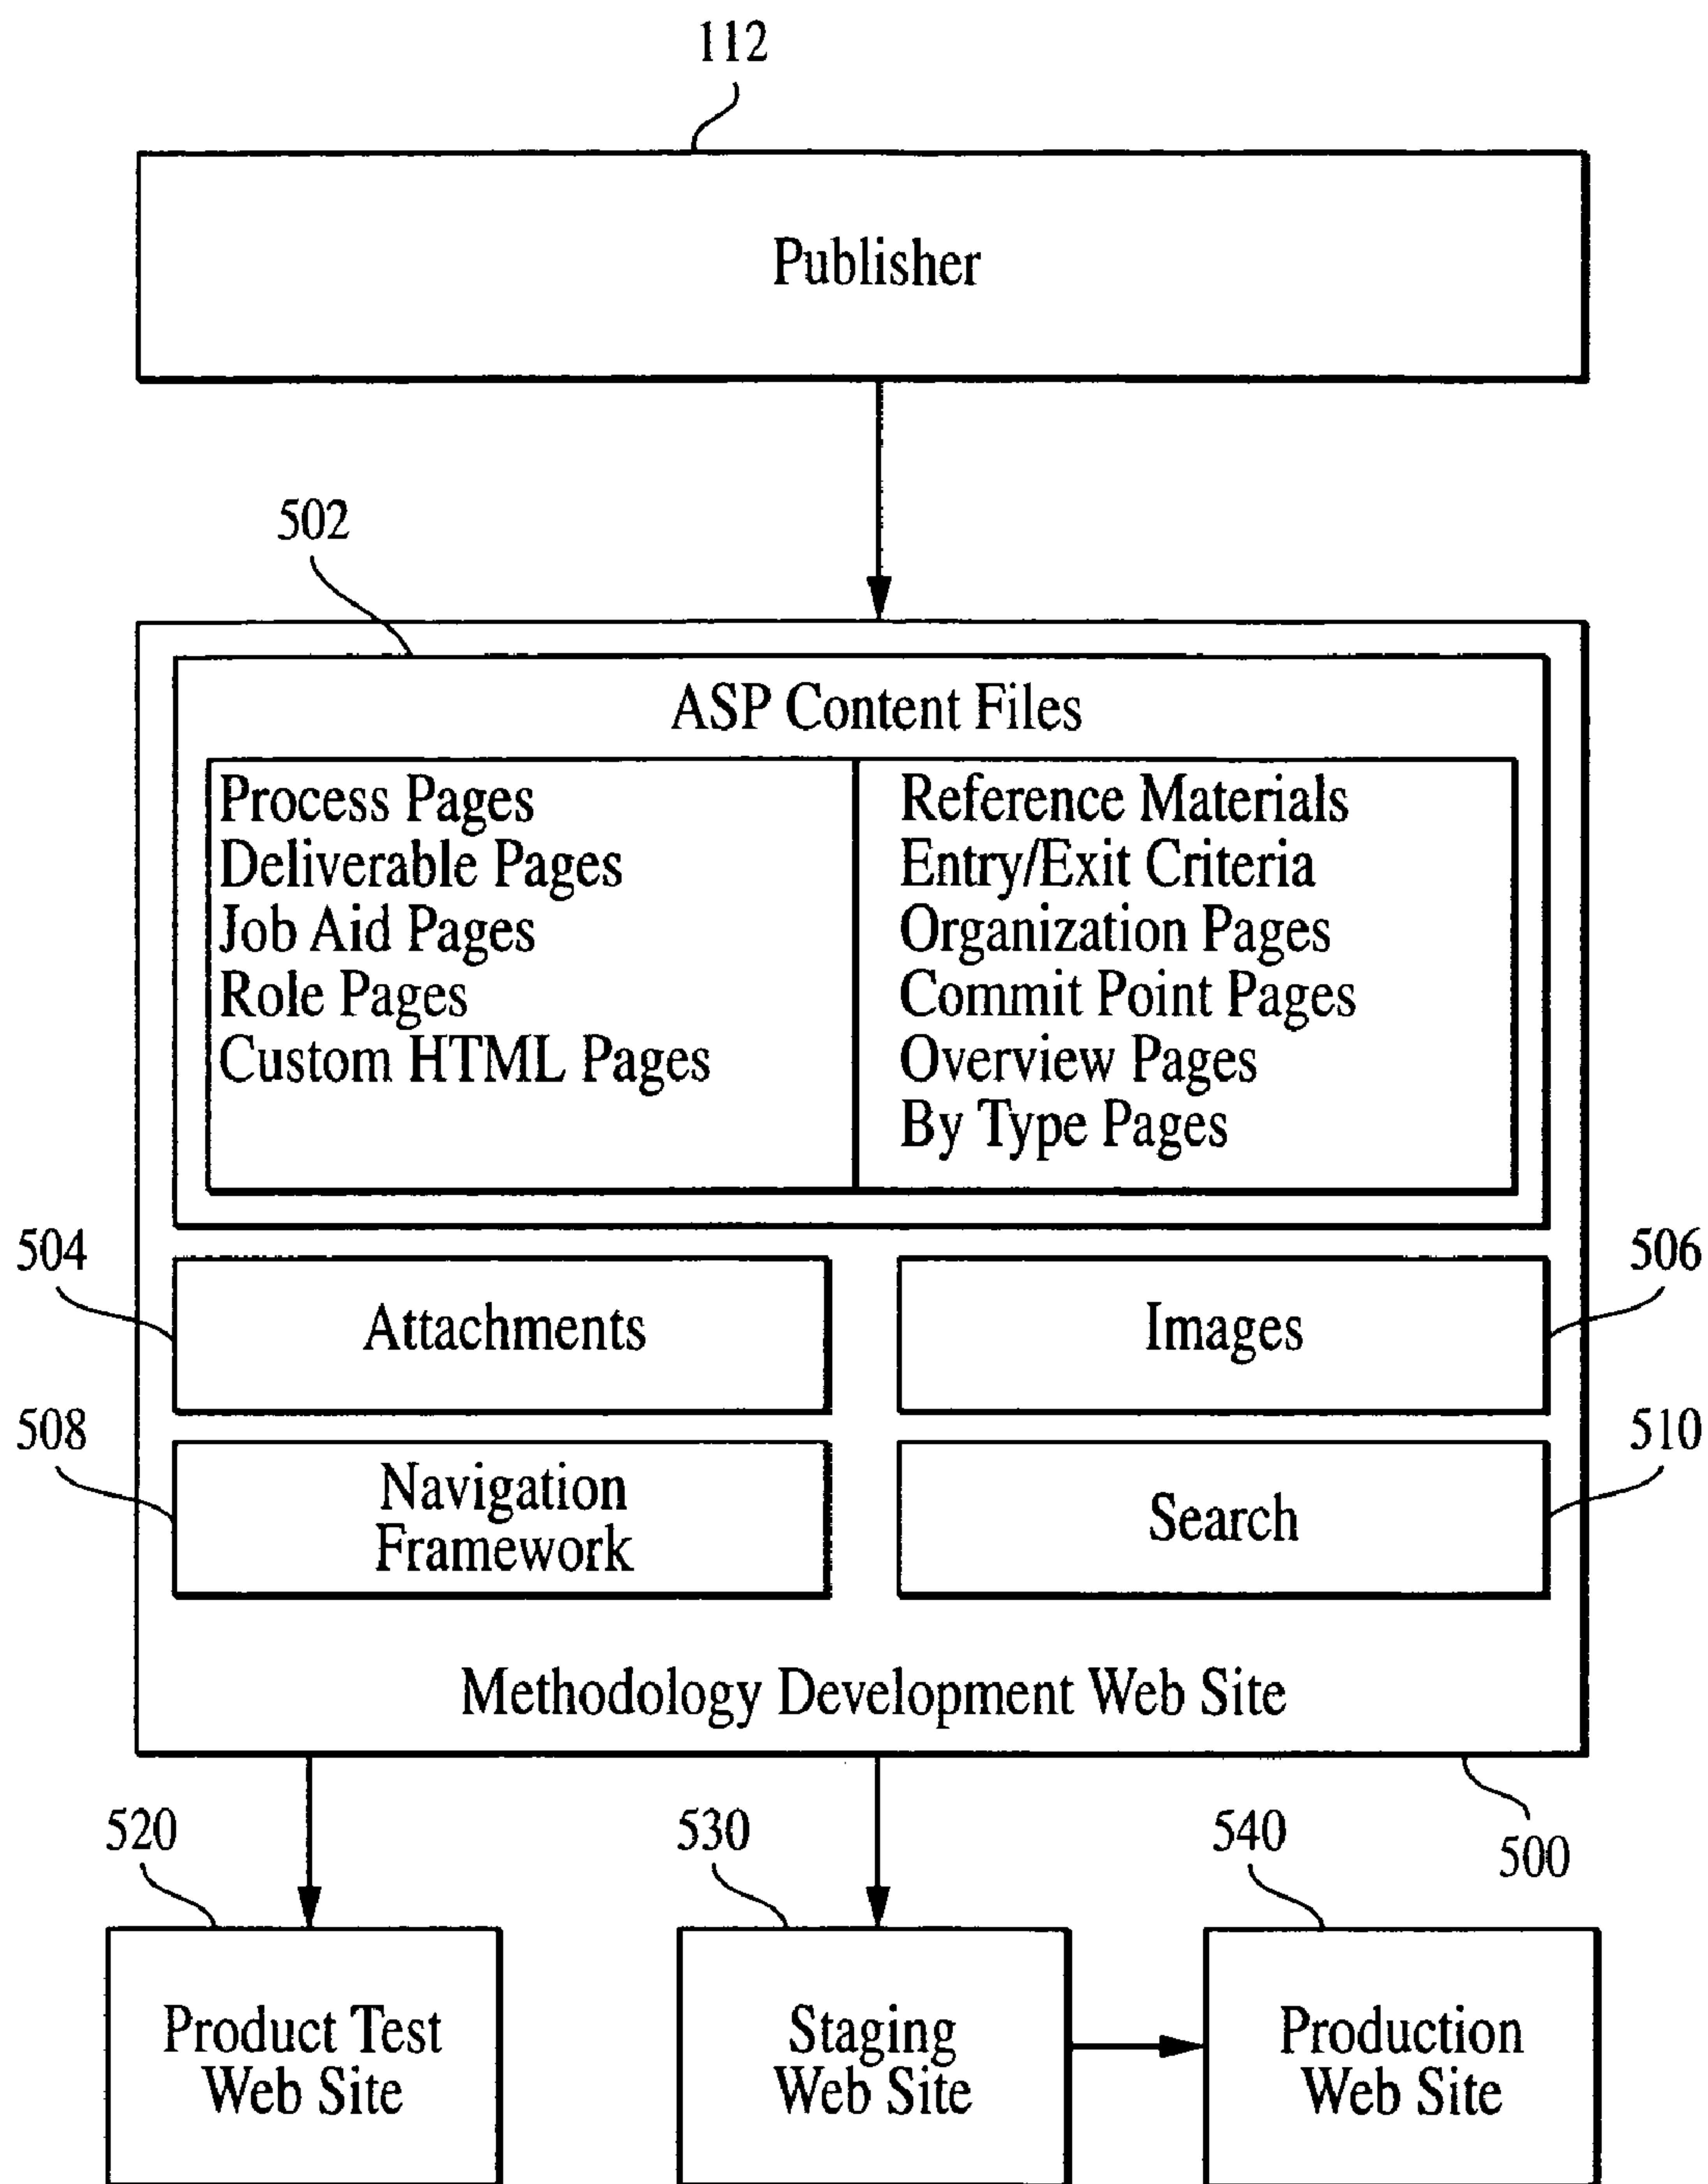 112
Publisher
502
ASP Content Files
Process Pages
Deliverable Pages
Job Aid Pages
Role Pages
Custom HTML Pages
Reference Materials
Entry/Exit Criteria
Organization Pages
Commit Point Pages
Overview Pages
By Type Pages
504
Attachments
506
Images
508
Navigation
Framework
510
Search
Methodology Development Web Site
500
520
Product Test
Web Site
530
Staging
Web Site
540
Production
Web Site